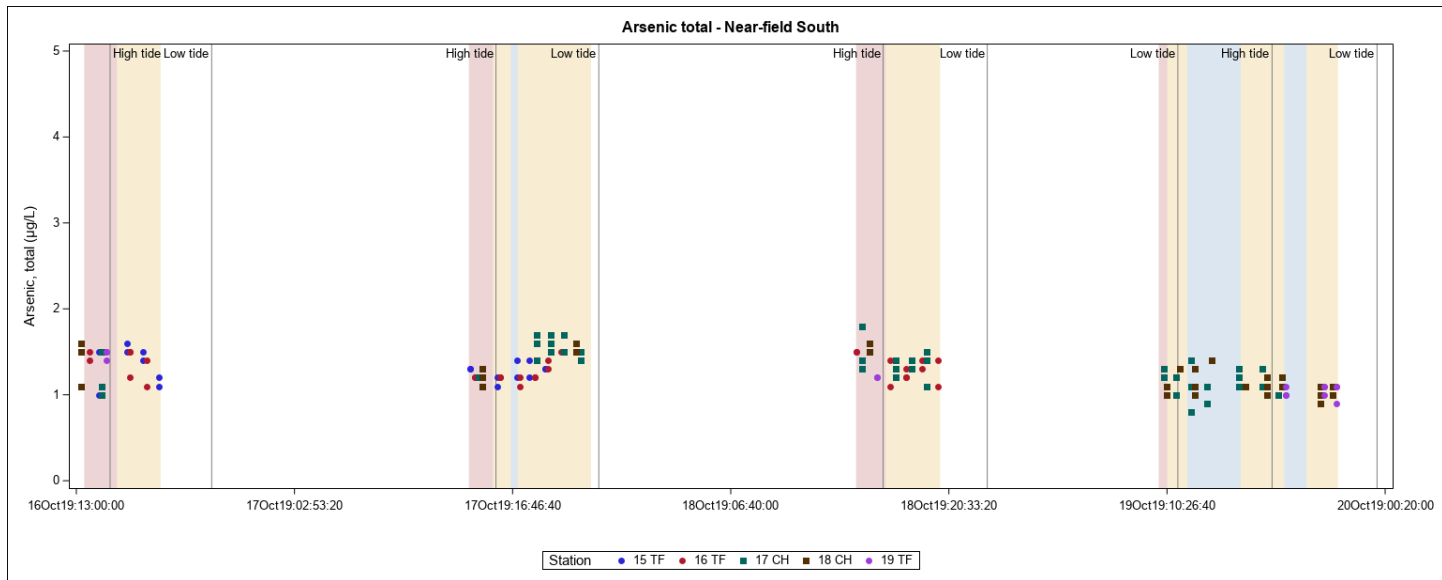 Arsenic total - Near-field South
High tide Low tide High tide Low tide High tide Low tide Low tide High tide Low tide
5
4
3
2
1
0
Arsenic, total (µg/L)
16Oct19:13:00:00 17Oct19:02:53:20 17Oct19:16:46:40 18Oct19:06:40:00 18Oct19:20:33:20 19Oct19:10:26:40 20Oct19:00:20:00
Station 15 TF 16 TF 17 CH 18 CH 19 TF